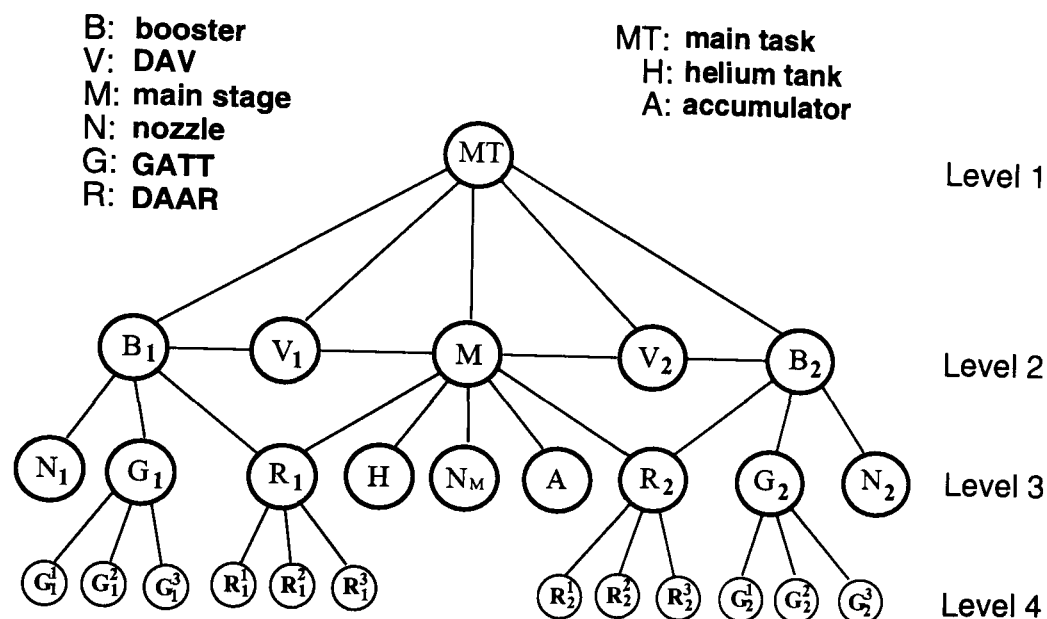 B: booster
V: DAV
M: main stage
N: nozzle
G: GATT
R: DAAR
MT: main task
H: helium tank
A: accumulator
MT
Level 1
B₁ V₁ M V₂ B₂
Level 2
N₁ G₁ R₁ H N_M A R₂ G₂ N₂
Level 3
G₁¹ G₁² G₁³ R₁¹ R₁² R₁³ R₂¹ R₂² R₂³ G₂¹ G₂² G₂³
Level 4